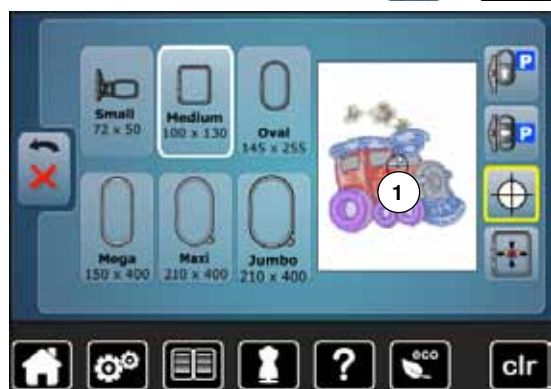 Small
72 x 50
Medium
100 x 130
Oval
145 x 255
P
P
1
Mega
150 x 400
Maxi
210 x 400
Jumbo
210 x 400
?
eco
clr